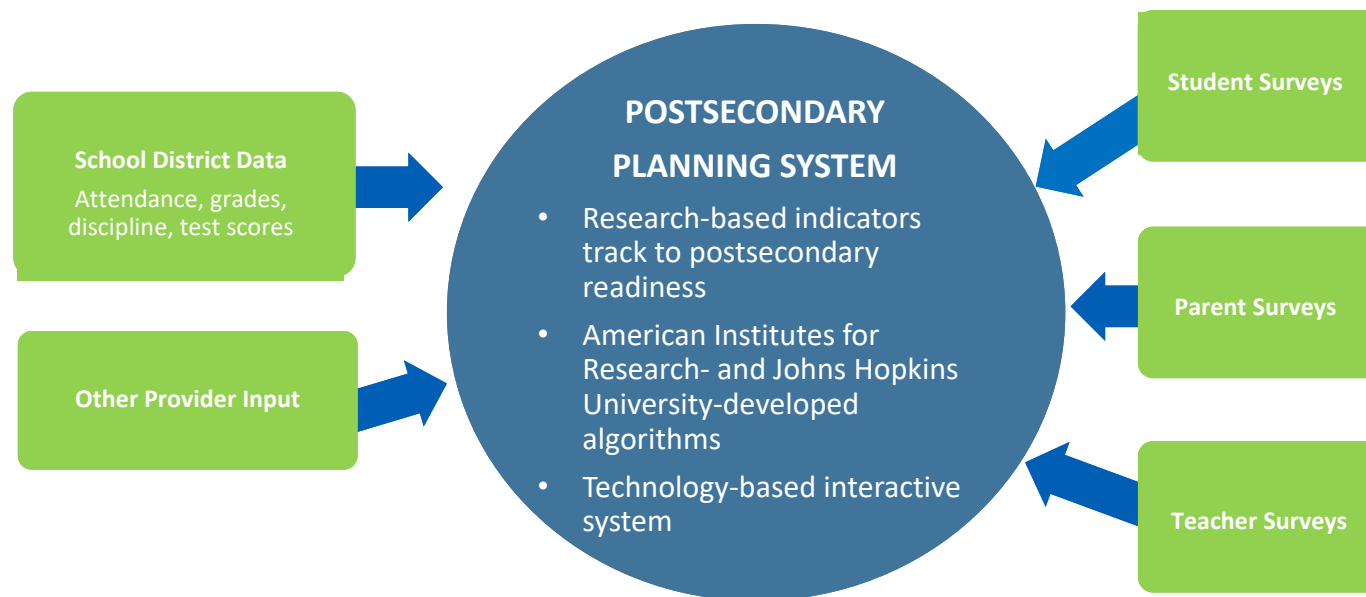 School District Data
Attendance, grades,
discipline, test scores
Other Provider Input
POSTSECONDARY
PLANNING SYSTEM
• Research-based indicators
track to postsecondary
readiness
• American Institutes for
Research- and Johns Hopkins
University-developed
algorithms
• Technology-based interactive
system
Student Surveys
Parent Surveys
Teacher Surveys